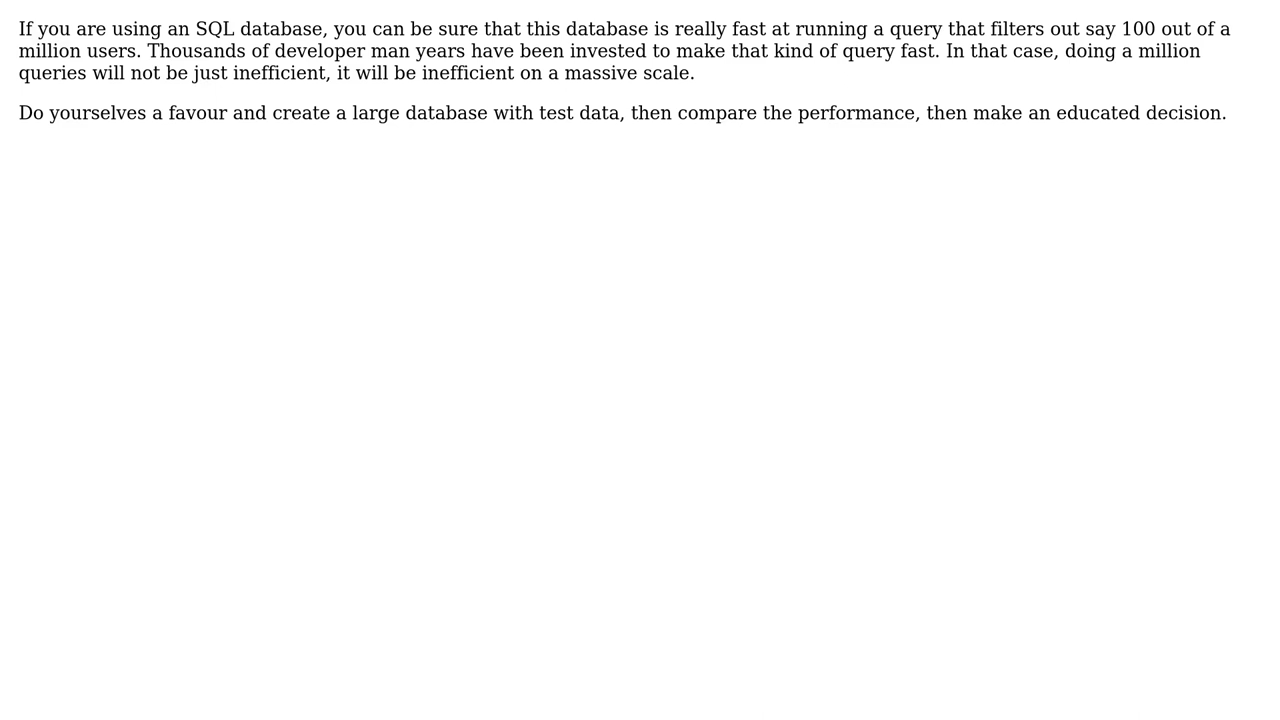 If you are using an SQL database, you can be sure that this database is really fast at running a query that filters out say 100 out of a
million users. Thousands of developer man years have been invested to make that kind of query fast. In that case, doing a million
queries will not be just inefficient, it will be inefficient on a massive scale.
Do yourselves a favour and create a large database with test data, then compare the performance, then make an educated decision.